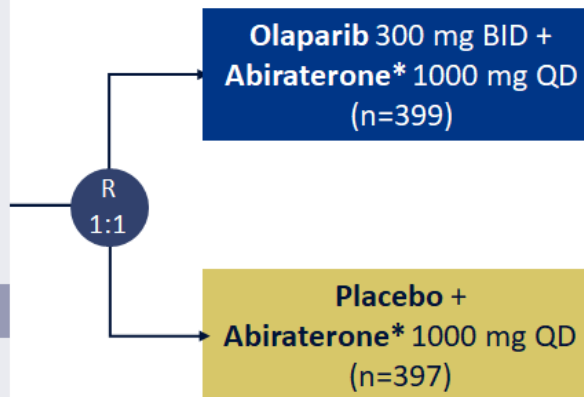 Olaparib 300 mg BID +
Abiraterone* 1000 mg QD
(n=399)
R
1:1
Placebo +
Abiraterone* 1000 mg QD
(n=397)